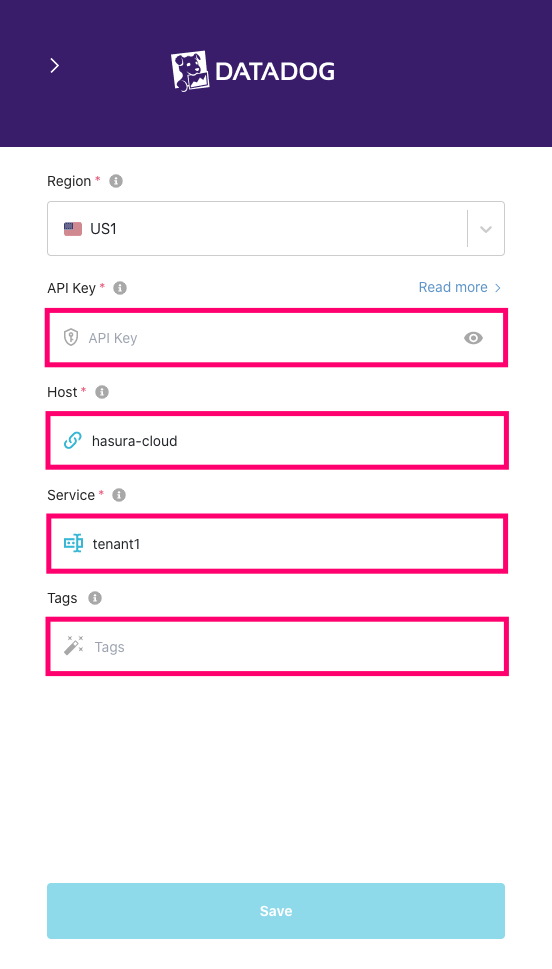 DATADOG
Region *
US1
API Key * Read more
API Key
Host *
hasura-cloud
Service *
tenant1
Tags
Tags
Save